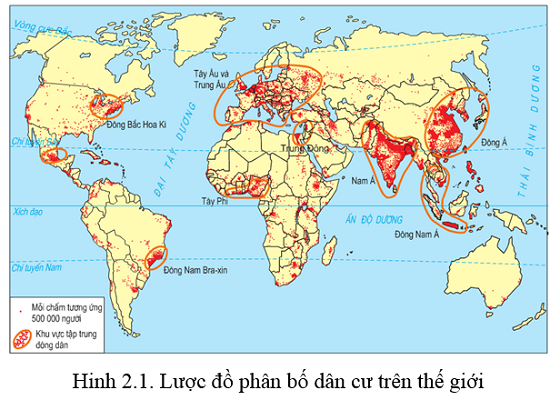 Vòng cực Bắc
Tây Âu và
Trung Âu
Đông Bắc Hoa Kì
ĐẠI TÂY DƯƠNG
Đông Á
THÁI BÌNH DƯƠNG
Chí tuyến Bắc
Trung Đông
Nam Á
Tây Phi
Xích đạo
ẤN ĐỘ DƯƠNG
Đông Nam Á
Chí tuyến Nam
Đông Nam Bra-xin
Mỗi chấm tương ứng
500 000 người
Khu vực tập trung
đông dân
Hình 2.1. Lược đồ phân bố dân cư trên thế giới